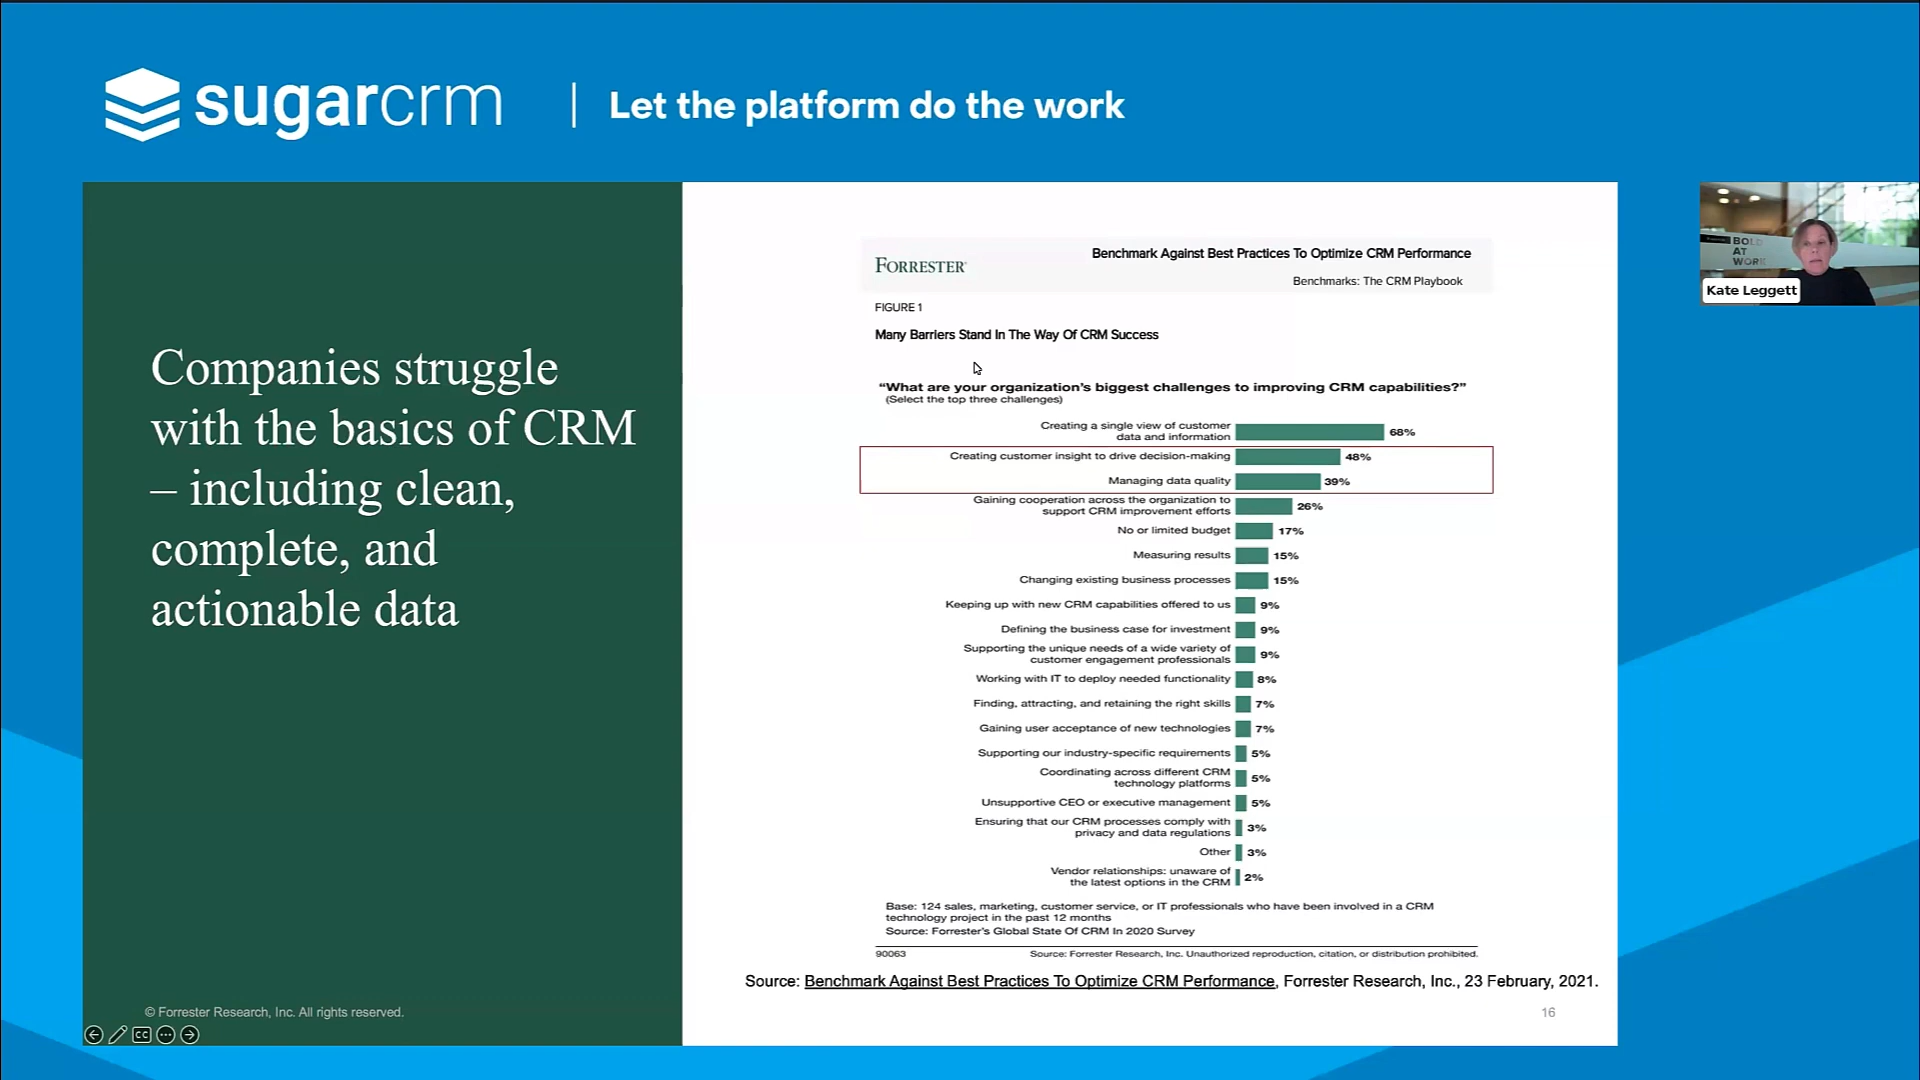 sugarcrm
Let the platform do the work
Companies struggle
with the basics of CRM
– including clean,
complete, and
actionable data
© Forrester Research, Inc. All rights reserved.
CC
FORRESTER
Benchmark Against Best Practices To Optimize CRM Performance
Benchmarks: The CRM Playbook
FIGURE 1
Many Barriers Stand In The Way Of CRM Success
“What are your organization’s biggest challenges to improving CRM capabilities?”
(Select the top three challenges)
Creating a single view of customer
data and information 68%
Creating customer insight to drive decision-making 48%
Managing data quality 39%
Gaining cooperation across the organization to
support CRM improvement efforts 26%
No or limited budget 17%
Measuring results 15%
Changing existing business processes 15%
Keeping up with new CRM capabilities offered to us 9%
Defining the business case for investment 9%
Supporting the unique needs of a wide variety of
customer engagement professionals 9%
Working with IT to deploy needed functionality 8%
Finding, attracting, and retaining the right skills 7%
Gaining user acceptance of new technologies 7%
Supporting our industry-specific requirements 5%
Coordinating across different CRM
technology platforms 5%
Unsupportive CEO or executive management 5%
Ensuring that our CRM processes comply with
privacy and data regulations 3%
Other 3%
Vendor relationships: unaware of
the latest options in the CRM 2%
Base: 124 sales, marketing, customer service, or IT professionals who have been involved in a CRM
technology project in the past 12 months
Source: Forrester’s Global State Of CRM In 2020 Survey
90063 Source: Forrester Research, Inc. Unauthorized reproduction, citation, or distribution prohibited.
Source: Benchmark Against Best Practices To Optimize CRM Performance, Forrester Research, Inc., 23 February, 2021.
16
BOLD
AT
WORK
Kate Leggett